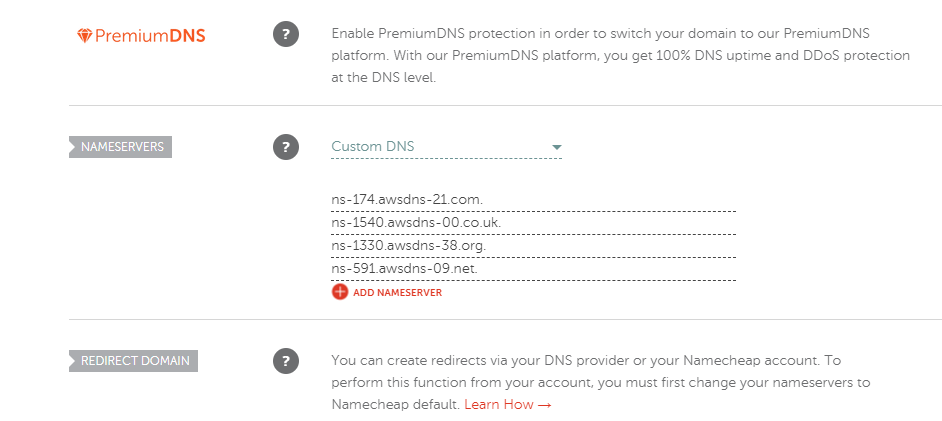 PremiumDNS
?
Enable PremiumDNS protection in order to switch your domain to our PremiumDNS
platform. With our PremiumDNS platform, you get 100% DNS uptime and DDoS protection
at the DNS level.
NAMESERVERS
?
Custom DNS
ns-174.awsdns-21.com.
ns-1540.awsdns-00.co.uk.
ns-1330.awsdns-38.org.
ns-591.awsdns-09.net.
ADD NAMESERVER
REDIRECT DOMAIN
?
You can create redirects via your DNS provider or your Namecheap account. To
perform this function from your account, you must first change your nameservers to
Namecheap default. Learn How →